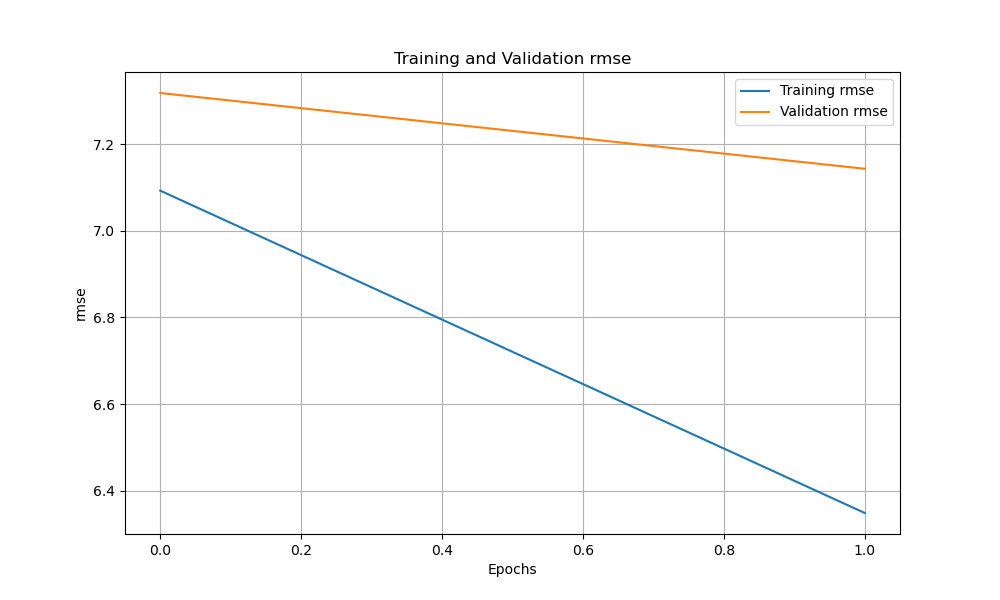 Training and Validation rmse
Training rmse
Validation rmse
rmse
7.2
7.0
6.8
6.6
6.4
0.0 0.2 0.4 0.6 0.8 1.0
Epochs